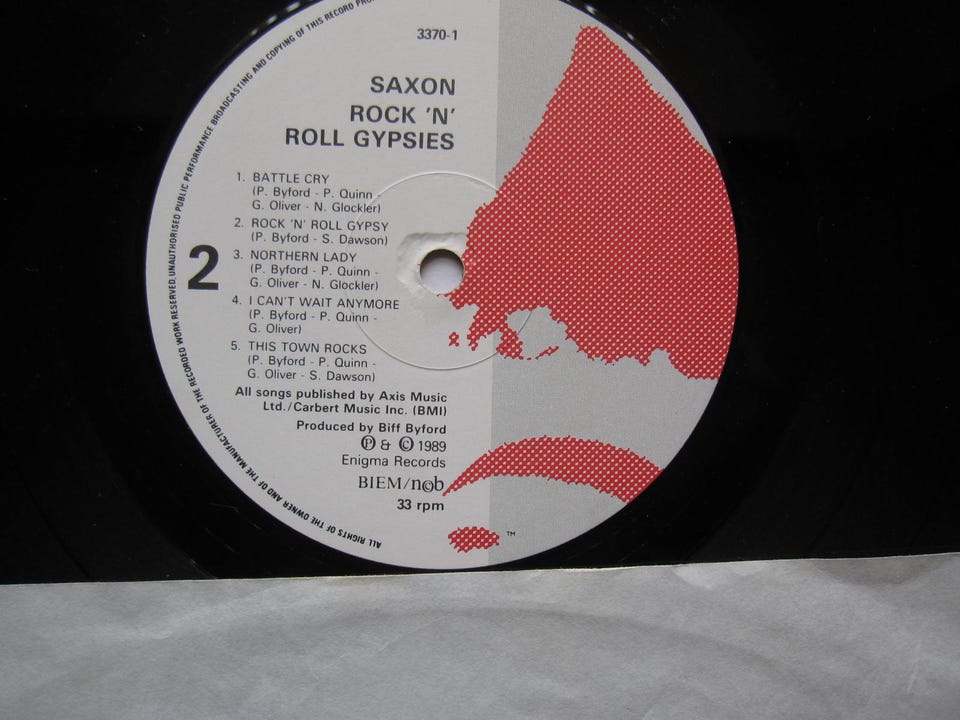 3370-1
SAXON
ROCK 'N'
ROLL GYPSIES
1. BATTLE CRY
(P. Byford - P. Quinn -
G. Oliver - N. Glockler)
2. ROCK 'N' ROLL GYPSY
(P. Byford - S. Dawson)
3. NORTHERN LADY
(P. Byford - P. Quinn -
G. Oliver - N. Glockler)
4. I CAN'T WAIT ANYMORE
(P. Byford - P. Quinn -
G. Oliver)
5. THIS TOWN ROCKS
(P. Byford - P. Quinn -
G. Oliver - S. Dawson)
2
All songs published by Axis Music
Ltd./Carbert Music Inc. (BMI)
Produced by Biff Byford
Ⓟ & © 1989
Enigma Records
BIEM/ncb
33 rpm
™
ALL RIGHTS OF THE OWNER AND OF THE MANUFACTURER OF THE RECORDED WORK RESERVED. UNAUTHORISED PUBLIC PERFORMANCE BROADCASTING AND COPYING OF THIS RECORD